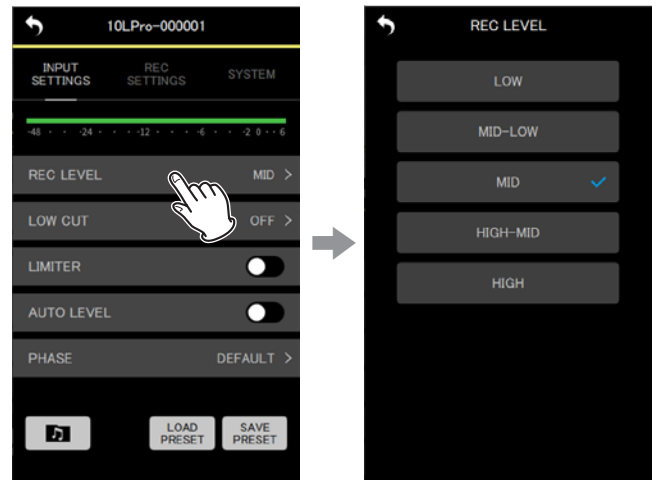 10LPro-000001
INPUT SETTINGS
REC SETTINGS
SYSTEM
-48 · · -24 · · · -12 · · · · -6 · · · -2 0 · · 6
REC LEVEL MID >
LOW CUT OFF >
LIMITER
AUTO LEVEL
PHASE DEFAULT >
LOAD PRESET
SAVE PRESET
REC LEVEL
LOW
MID-LOW
MID
HIGH-MID
HIGH